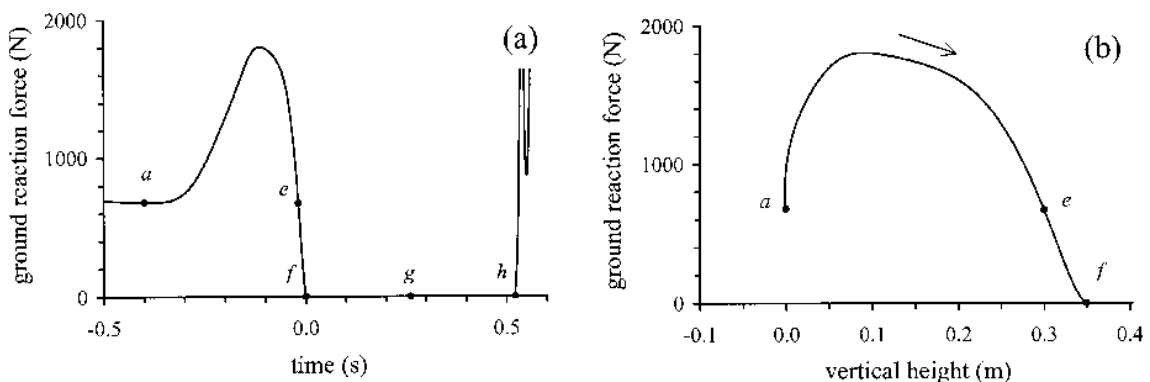 ground reaction force (N)
2000
1000
0
(a)
a
e
f
g
h
-0.5
0.0
0.5
time (s)
ground reaction force (N)
2000
1000
0
(b)
a
e
f
-0.1
0.0
0.1
0.2
0.3
0.4
vertical height (m)